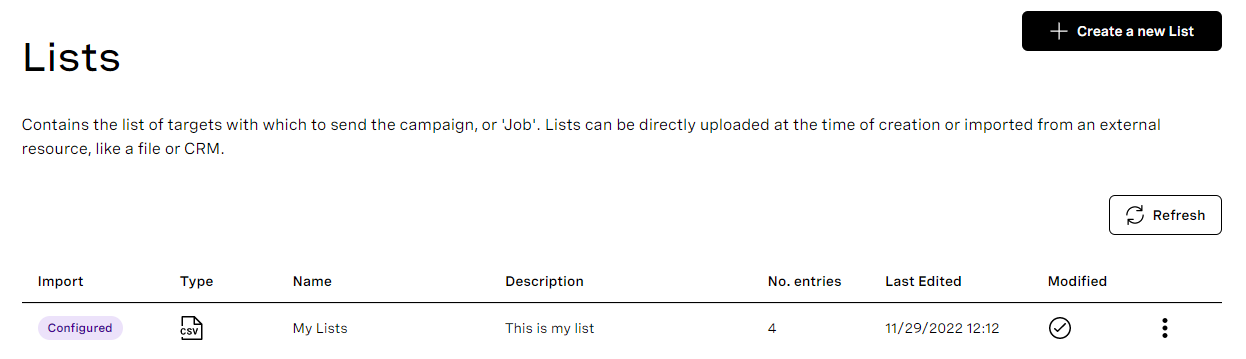 Create a new List
Lists
Contains the list of targets with which to send the campaign, or 'Job'. Lists can be directly uploaded at the time of creation or imported from an external
resource, like a file or CRM.
Refresh
Import Type Name Description No. entries Last Edited Modified
Configured CSV My Lists This is my list 4 11/29/2022 12:12